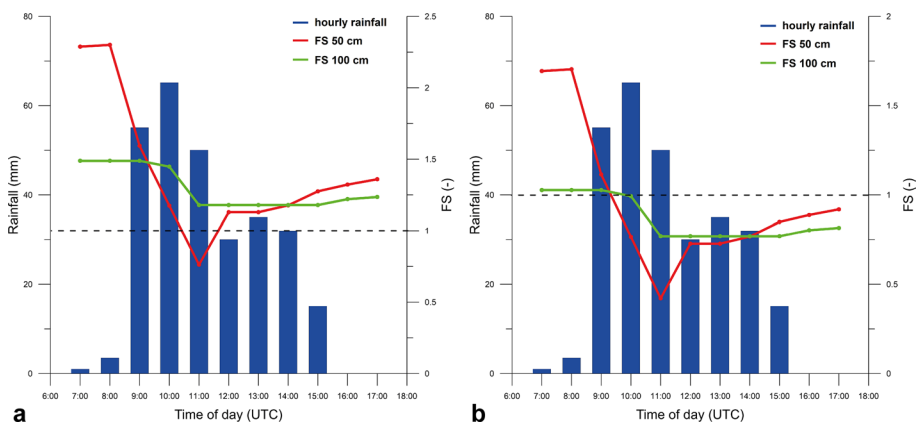 80
60
40
20
0
Rainfall (mm)
2.5
2
1.5
1
0.5
0
FS (-)
hourly rainfall
FS 50 cm
FS 100 cm
6:00 7:00 8:00 9:00 10:00 11:00 12:00 13:00 14:00 15:00 16:00 17:00 18:00
Time of day (UTC)
a
80
60
40
20
0
Rainfall (mm)
2
1.5
1
0.5
0
FS (-)
hourly rainfall
FS 50 cm
FS 100 cm
6:00 7:00 8:00 9:00 10:00 11:00 12:00 13:00 14:00 15:00 16:00 17:00 18:00
Time of day (UTC)
b